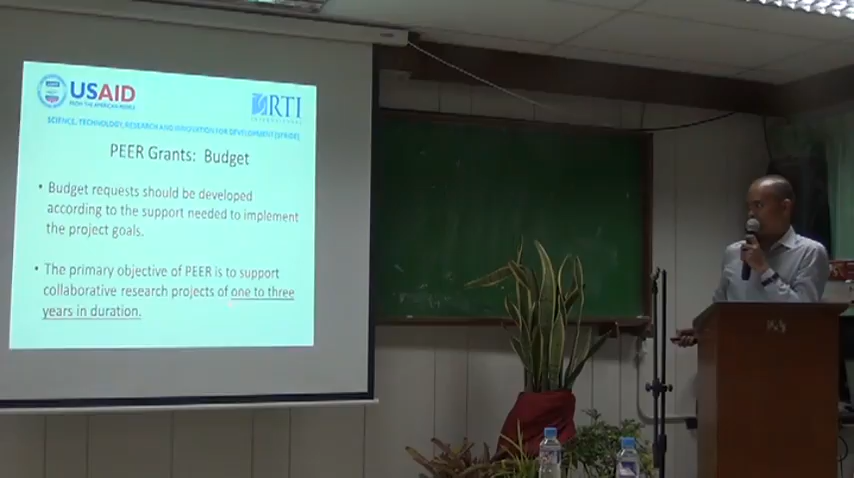 USAID
FROM THE AMERICAN PEOPLE
RTI
INTERNATIONAL
SCIENCE, TECHNOLOGY, RESEARCH AND INNOVATION FOR DEVELOPMENT (STRIDE)
PEER Grants: Budget
• Budget requests should be developed
according to the support needed to implement
the project goals.
• The primary objective of PEER is to support
collaborative research projects of one to three
years in duration.